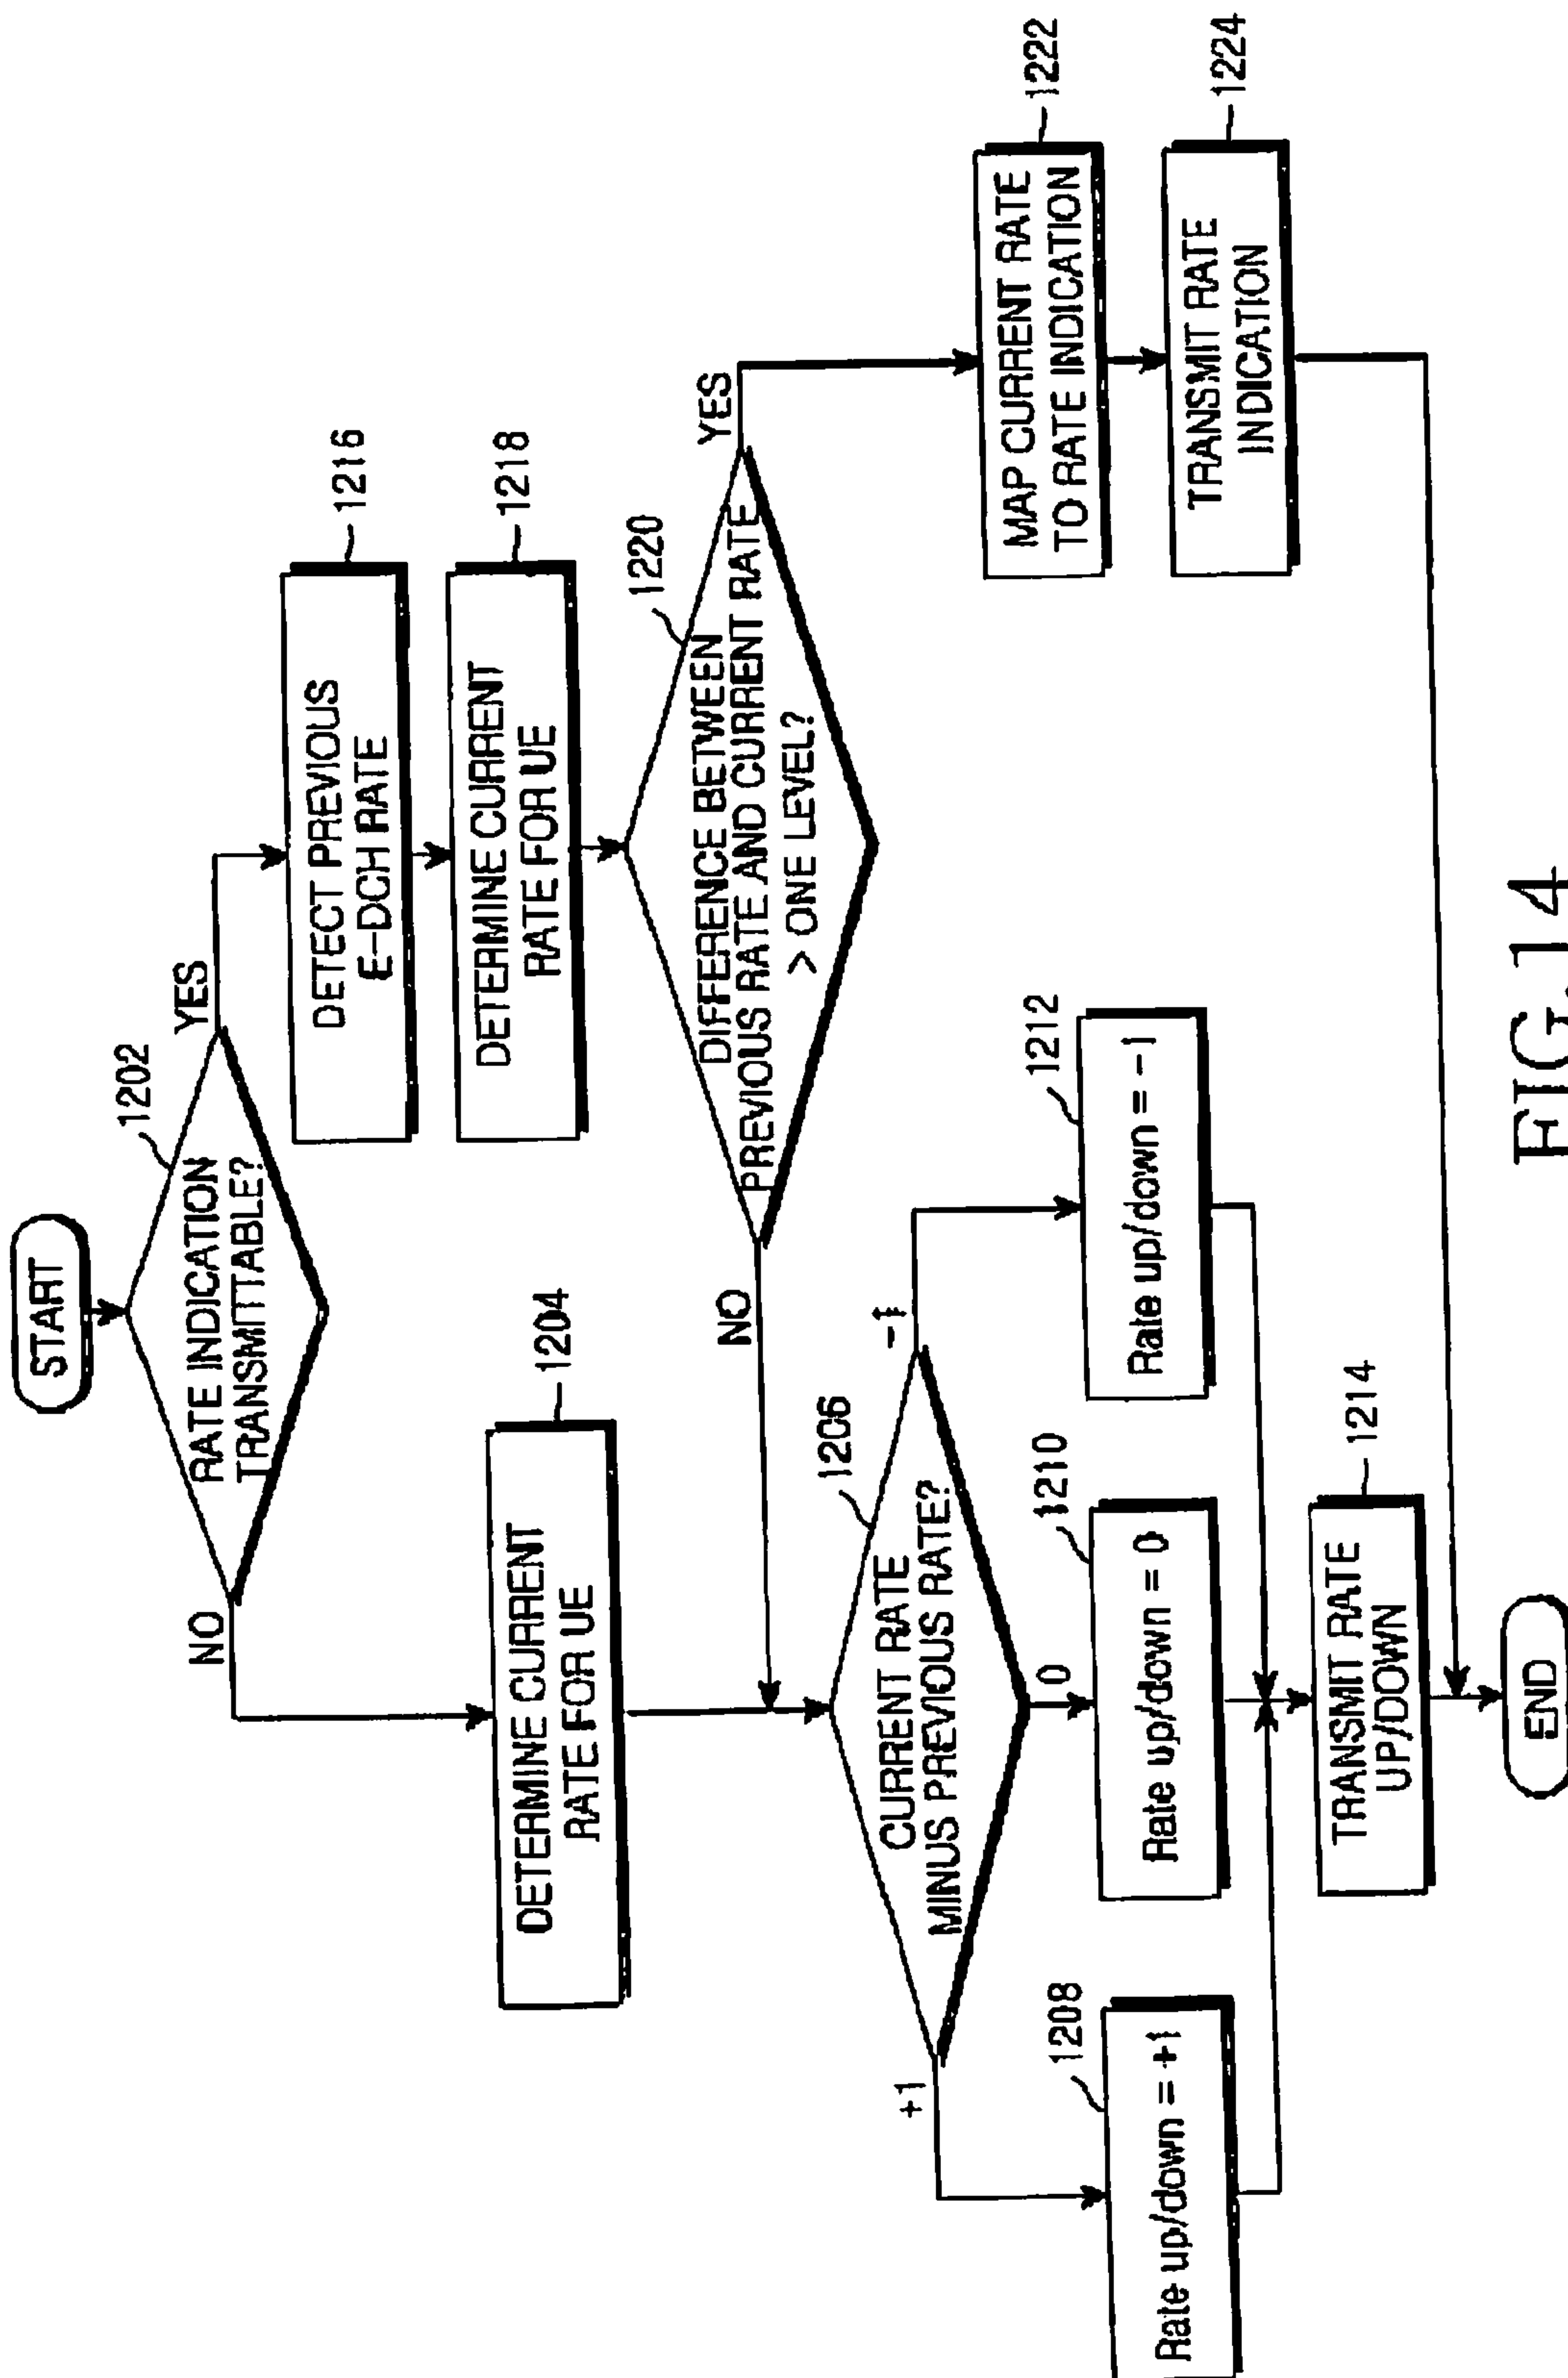 START
1202
RATE INDICATION
TRANSMITTABLE?
NO
YES
1204
DETERMINE CURRENT
RATE FOR UE
1216
DETECT PREVIOUS
E-DCH RATE
1218
DETERMINE CURRENT
RATE FOR UE
1220
DIFFERENCE BETWEEN
PREVIOUS RATE AND CURRENT RATE
> ONE LEVEL?
NO
YES
1206
CURRENT RATE
MINUS PREVIOUS RATE?
+1
0
-1
1208
Rate up/down = +1
1210
Rate up/down = 0
1212
Rate up/down = -1
1222
MAP CURRENT RATE
TO RATE INDICATION
1214
TRANSMIT RATE
UP/DOWN
1224
TRANSMIT RATE
INDICATION
END
FIG.14